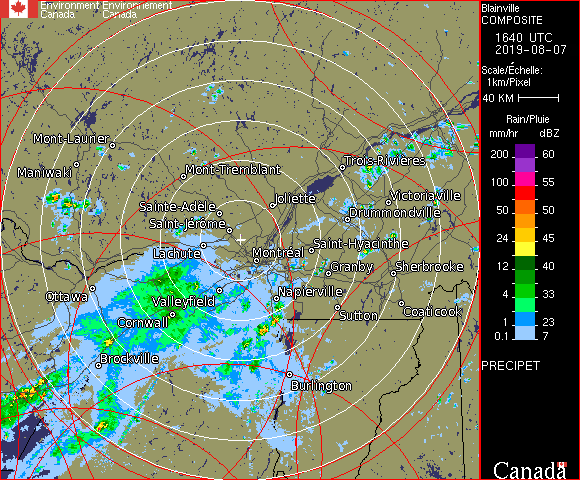 Environment Environnement
Canada Canada
Blainville
COMPOSITE
1640 UTC
2019-08-07
Scale/Échelle:
1km/Pixel
40 KM
Rain/Pluie
mm/hr dBZ
200 60
100 55
50 50
24 45
12 40
4 33
1 23
0.1 7
PRECIPET
Canada
Mont-Laurier
Maniwaki
Mont-Tremblant
Trois-Rivières
Sainte-Adèle
Joliette
Victoriaville
Saint-Jérôme
Drummondville
Lachute
Montréal
Saint-Hyacinthe
Granby
Sherbrooke
Ottawa
Valleyfield
Napierville
Cornwall
Sutton
Coaticook
Brockville
Burlington